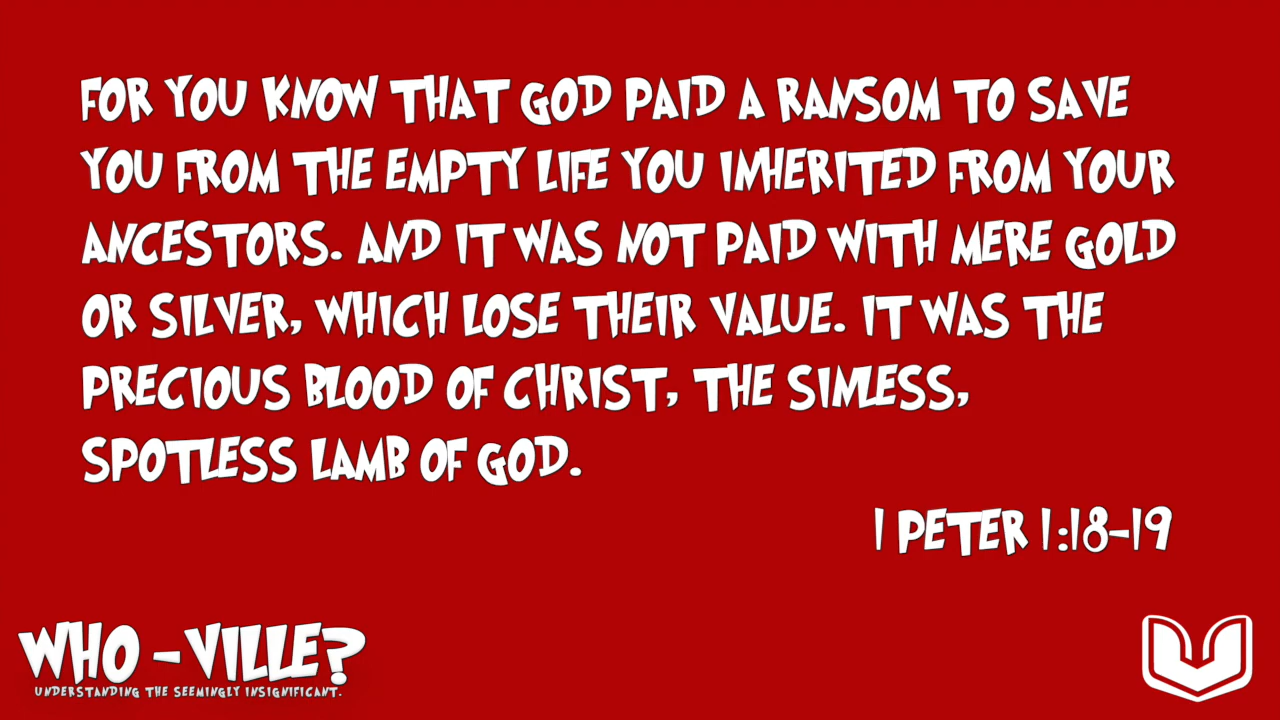 FOR YOU KNOW THAT GOD PAID A RANSOM TO SAVE
YOU FROM THE EMPTY LIFE YOU INHERITED FROM YOUR
ANCESTORS. AND IT WAS NOT PAID WITH MERE GOLD
OR SILVER, WHICH LOSE THEIR VALUE. IT WAS THE
PRECIOUS BLOOD OF CHRIST, THE SINLESS,
SPOTLESS LAMB OF GOD.
1 PETER 1:18-19
WHO-VILLE?
UNDERSTANDING THE SEEMINGLY INSIGNIFICANT.